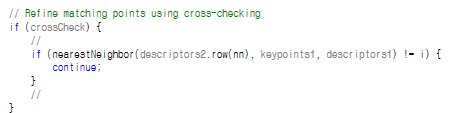 // Refine matching points using cross-checking
if (crossCheck) {
//
if (nearestNeighbor(descriptors2.row(nn), keypoints1, descriptors1) != i) {
continue;
}
//
}